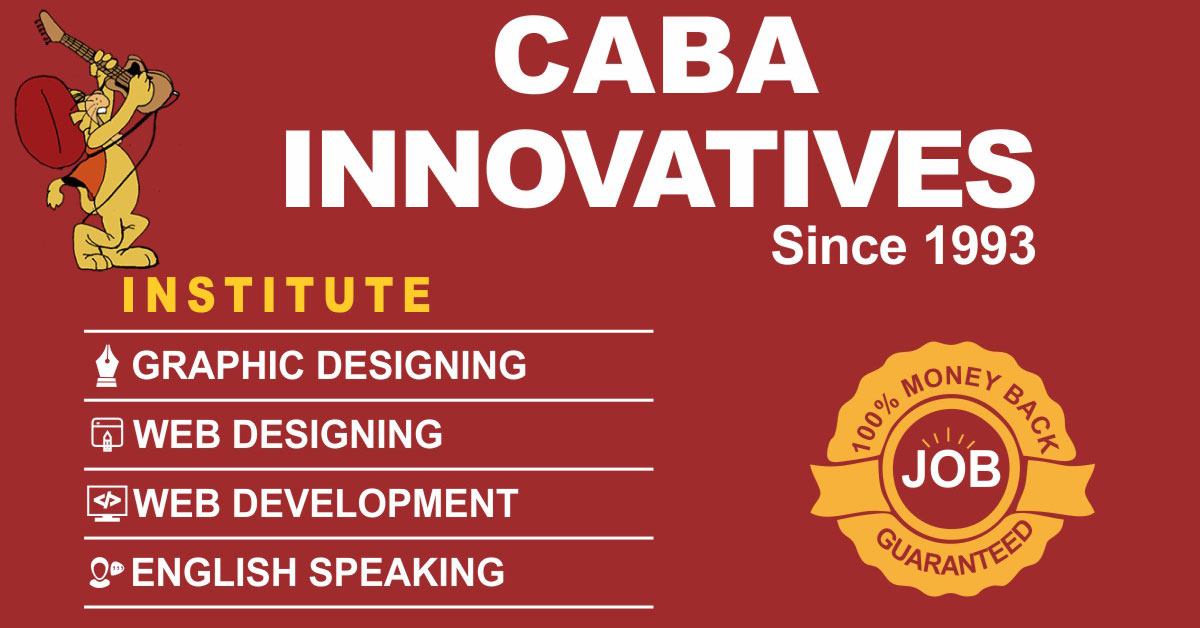 CABA
INNOVATIVES
Since 1993
INSTITUTE
GRAPHIC DESIGNING
WEB DESIGNING
</>
WEB DEVELOPMENT
ENGLISH SPEAKING
100% MONEY BACK
JOB
GUARANTEED